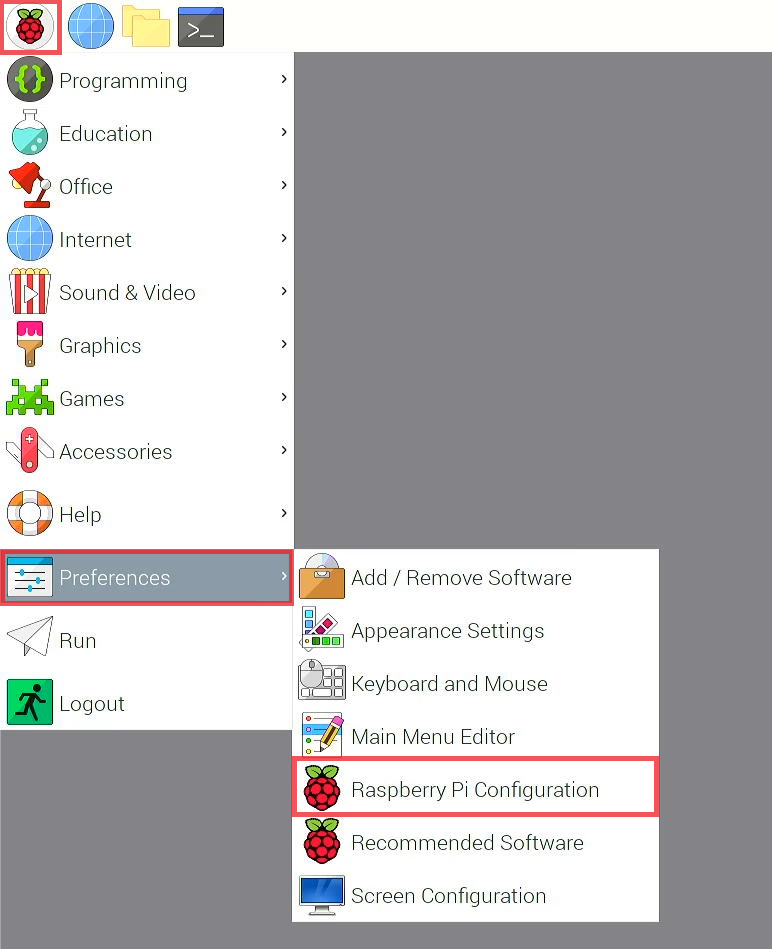 Programming
Education
Office
Internet
Sound & Video
Graphics
Games
Accessories
Help
Preferences
Run
Logout
Add / Remove Software
Appearance Settings
Keyboard and Mouse
Main Menu Editor
Raspberry Pi Configuration
Recommended Software
Screen Configuration